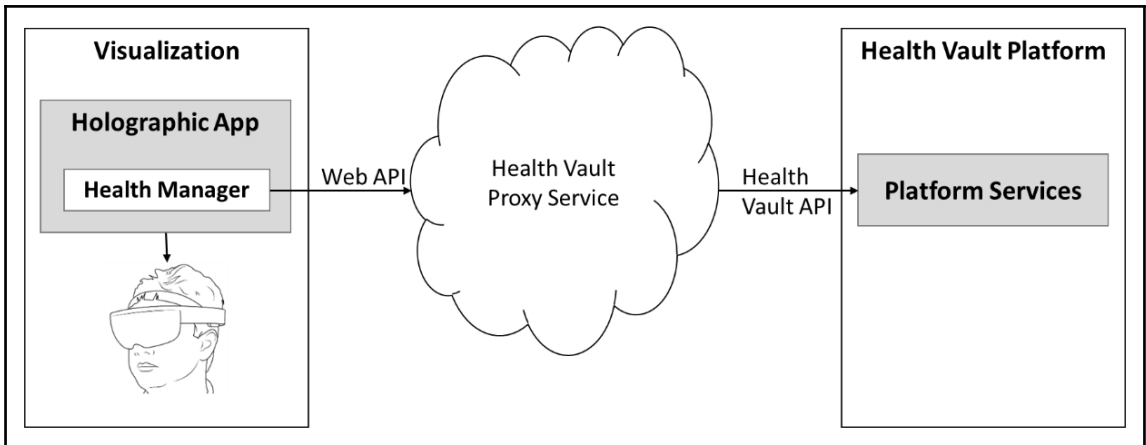 Visualization
Holographic App
Health Manager
Web API
Health Vault
Proxy Service
Health
Vault API
Health Vault Platform
Platform Services